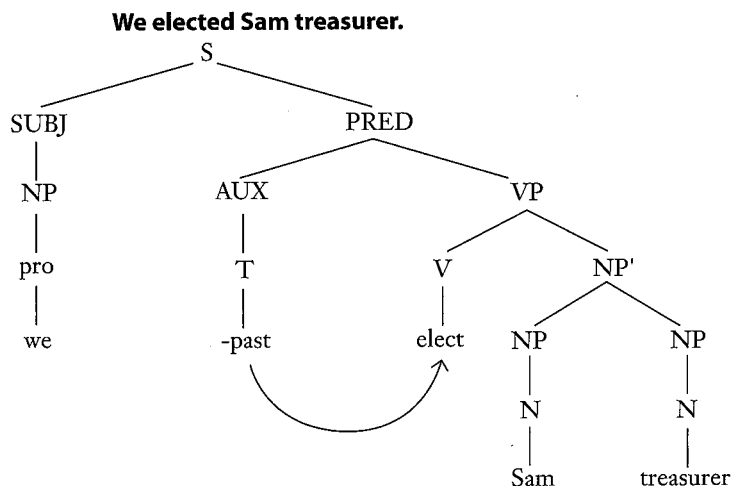 We elected Sam treasurer.
S
SUBJ PRED
NP AUX VP
pro T V NP'
we -past elect NP NP
N N
Sam treasurer